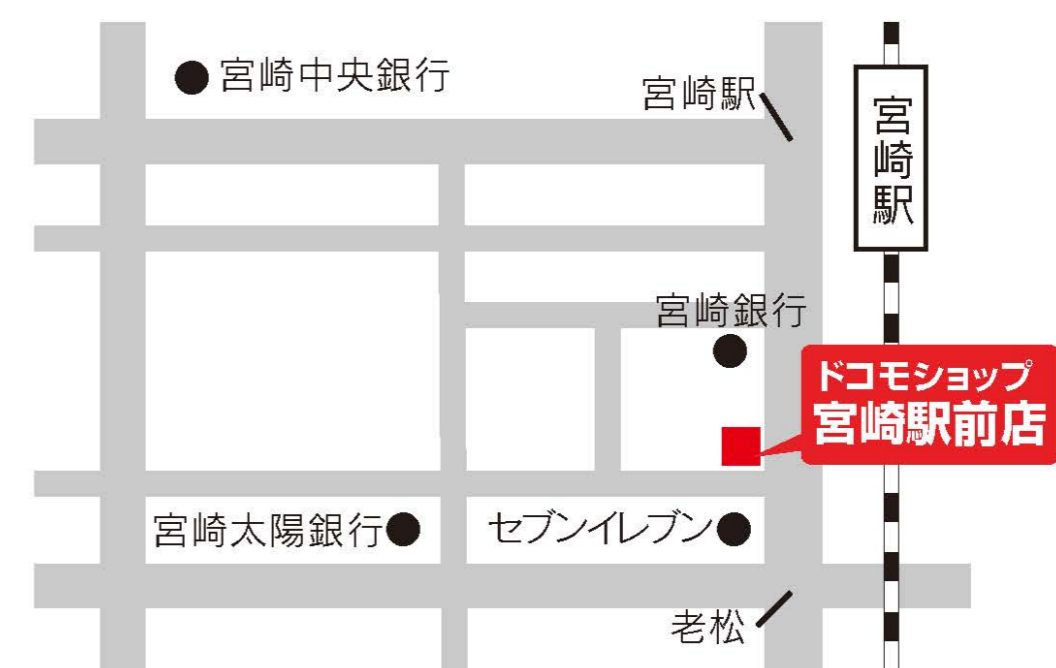 宮崎中央銀行
宮崎駅
宮崎駅
宮崎銀行
ドコモショップ
宮崎駅前店
宮崎太陽銀行
セブンイレブン
老松